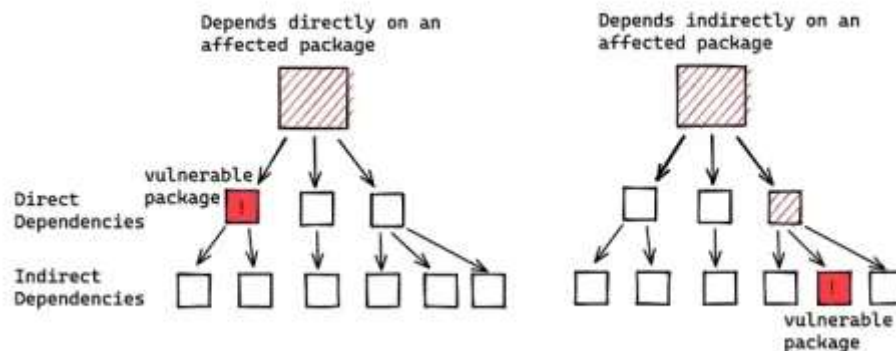 Depends directly on an
affected package
Depends indirectly on an
affected package
vulnerable
package
!
Direct
Dependencies
Indirect
Dependencies
!
vulnerable
package